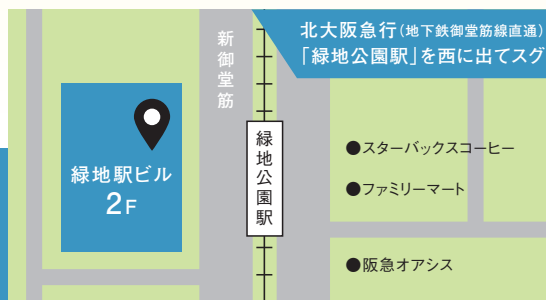 北大阪急行(地下鉄御堂筋線直通)
「緑地公園駅」を西に出てスグ
新御堂筋
緑地駅ビル
2F
緑地公園駅
●スターバックスコーヒー
●ファミリーマート
●阪急オアシス